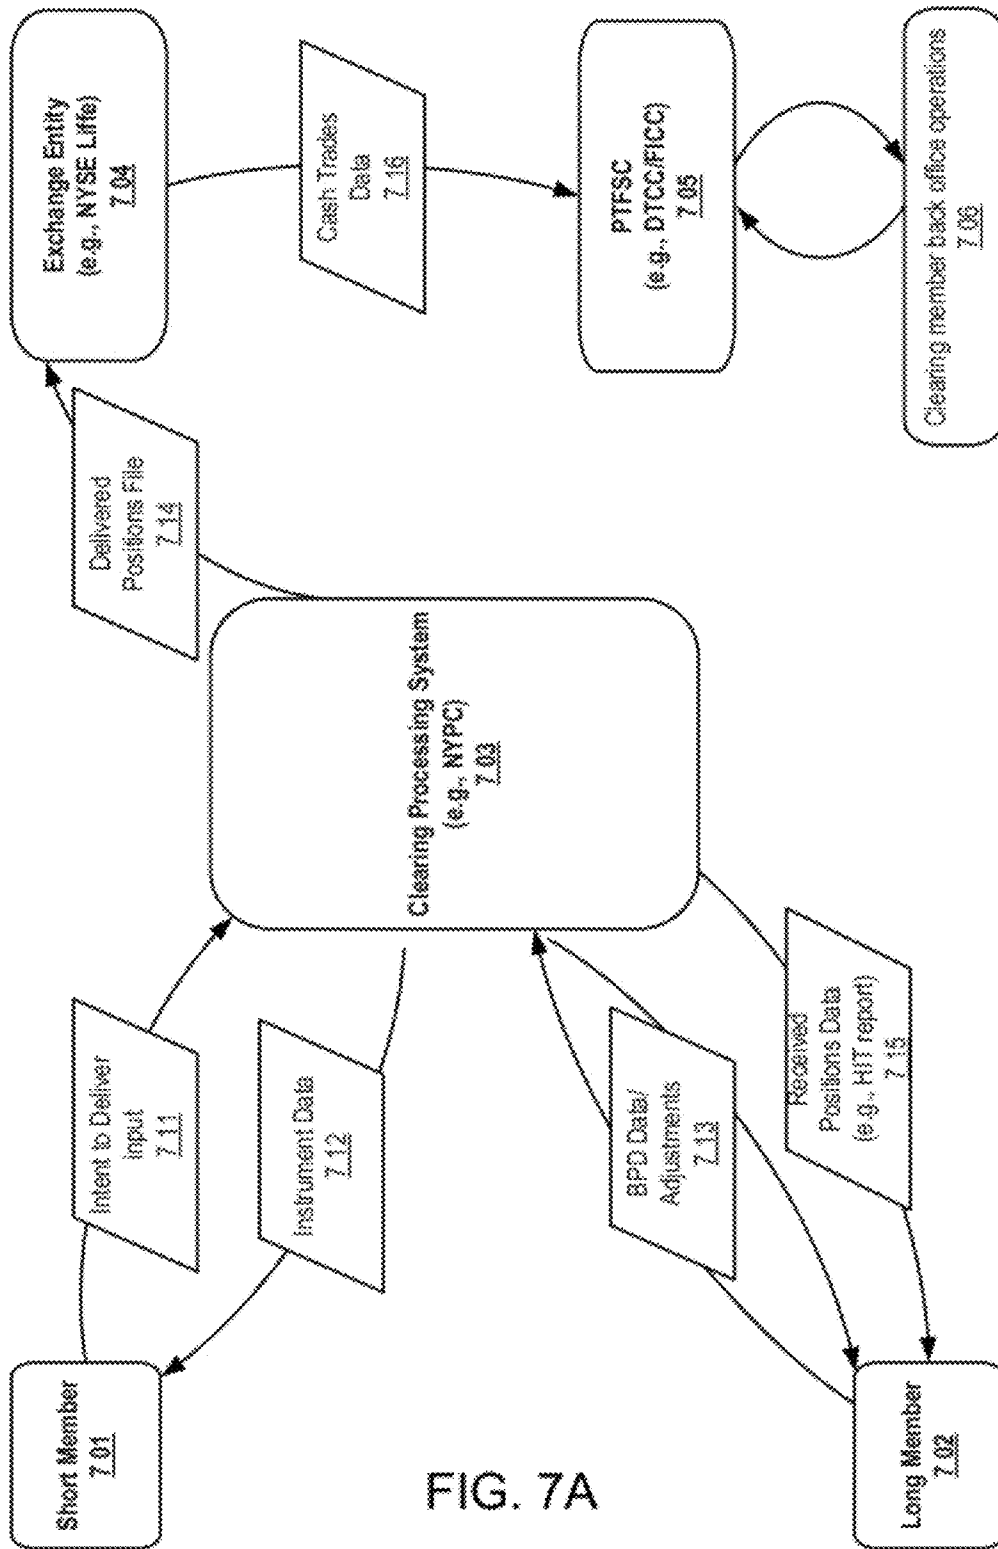 Short Member
7.01
Intent to Deliver
Input
7.11
Instrument Data
7.12
Delivered
Positions File
7.14
Exchange Entity
(e.g., NYSE Liffe)
7.04
Clearing Processing System
(e.g., NYPC)
7.03
Cash Trades
Data
7.16
BPD Data/
Adjustments
7.13
PTFSC
(e.g., DTCC/FICC)
7.05
Received
Positions Data
(e.g., HIT report)
7.15
Long Member
7.02
Clearing member back office operations
7.06
FIG. 7A